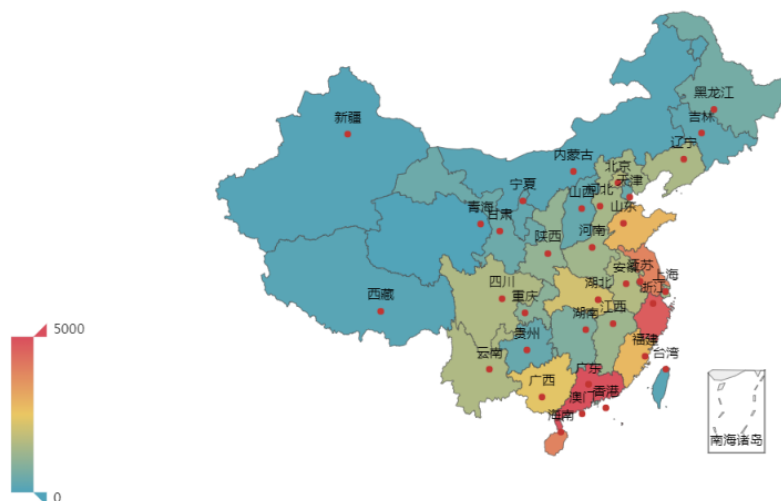 黑龙江
新疆
吉林
辽宁
内蒙古
北京
天津
宁夏
山西
河北
青海
甘肃
山东
陕西
河南
四川
重庆
湖北
安徽
江苏
上海
浙江
西藏
湖南
江西
贵州
福建
云南
台湾
广西
广东
澳门
香港
海南
南海诸岛
5000
0